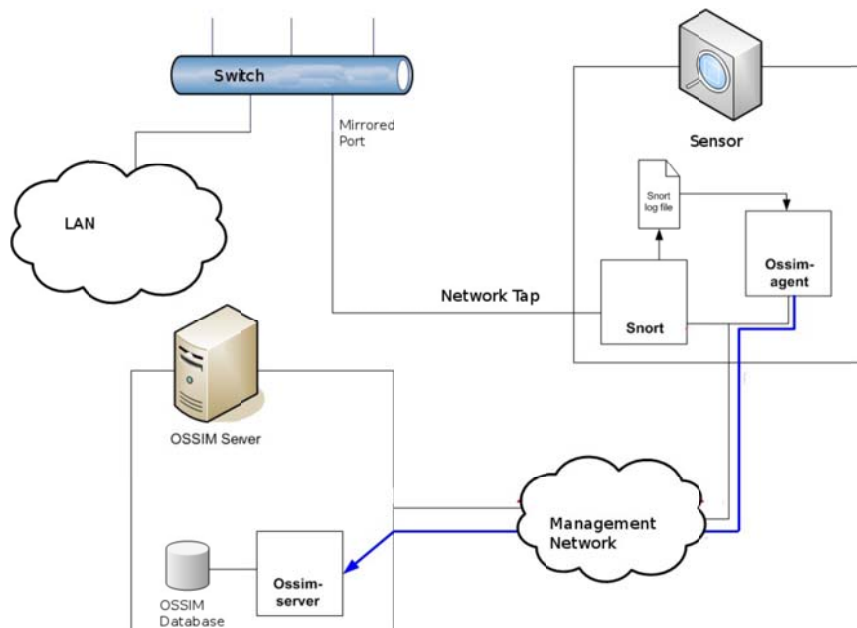 Switch
Mirrored
Port
Sensor
LAN
Snort
log file
Ossim-
agent
Network Tap
Snort
OSSIM Server
Management
Network
Ossim-
server
OSSIM
Database